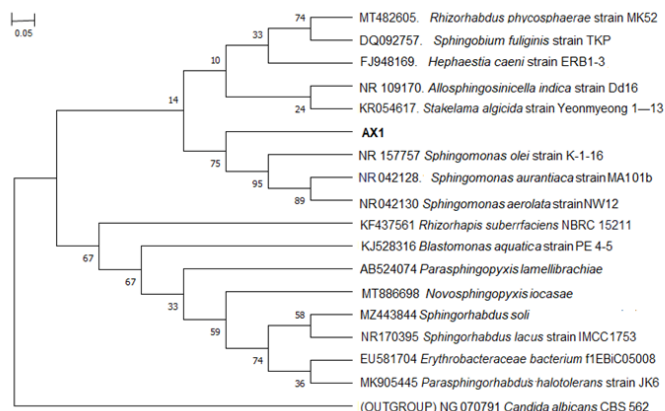 0.05
74
MT482605. Rhizorhabdus phycosphaerae strain MK52
DQ092757. Sphingobium fuliginis strain TKP
33
FJ948169. Hephaestia caeni strain ERB1-3
10
NR 109170. Allosphingosinicella indica strain Dd16
24
KR054617. Stakelama algicida strain Yeonmyeong 1—13
14
AX1
75
NR 157757 Sphingomonas olei strain K-1-16
95
NR 042128. Sphingomonas aurantiaca strain MA101b
89
NR042130 Sphingomonas aerolata strain NW12
KF437561 Rhizorhapis suberrfaciens NBRC 15211
67
KJ528316 Blastomonas aquatica strain PE 4-5
67
AB524074 Parasphingopyxis lamellibrachiae
33
MT886698 Novosphingopyxis iocasae
59
58
MZ443844 Sphingorhabdus soli
NR170395 Sphingorhabdus lacus strain IMCC1753
74
EU581704 Erythrobacteraceae bacterium f1EBiC05008
36
MK905445 Parasphingorhabdus halotolerans strain JK6
(OUTGROUP) NG 070791 Candida albicans CBS 562